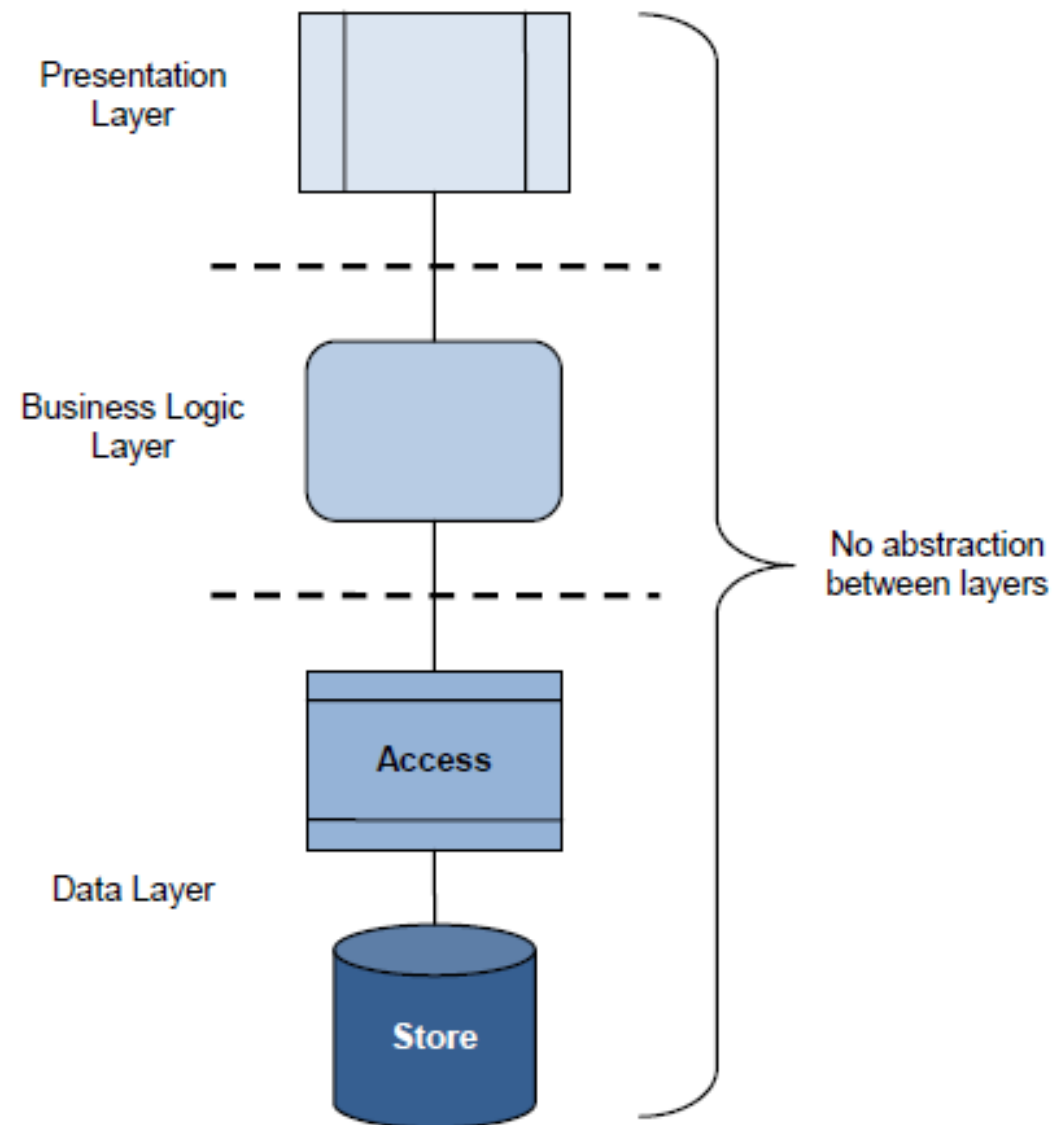 Presentation
Layer
Business Logic
Layer
No abstraction
between layers
Access
Data Layer
Store